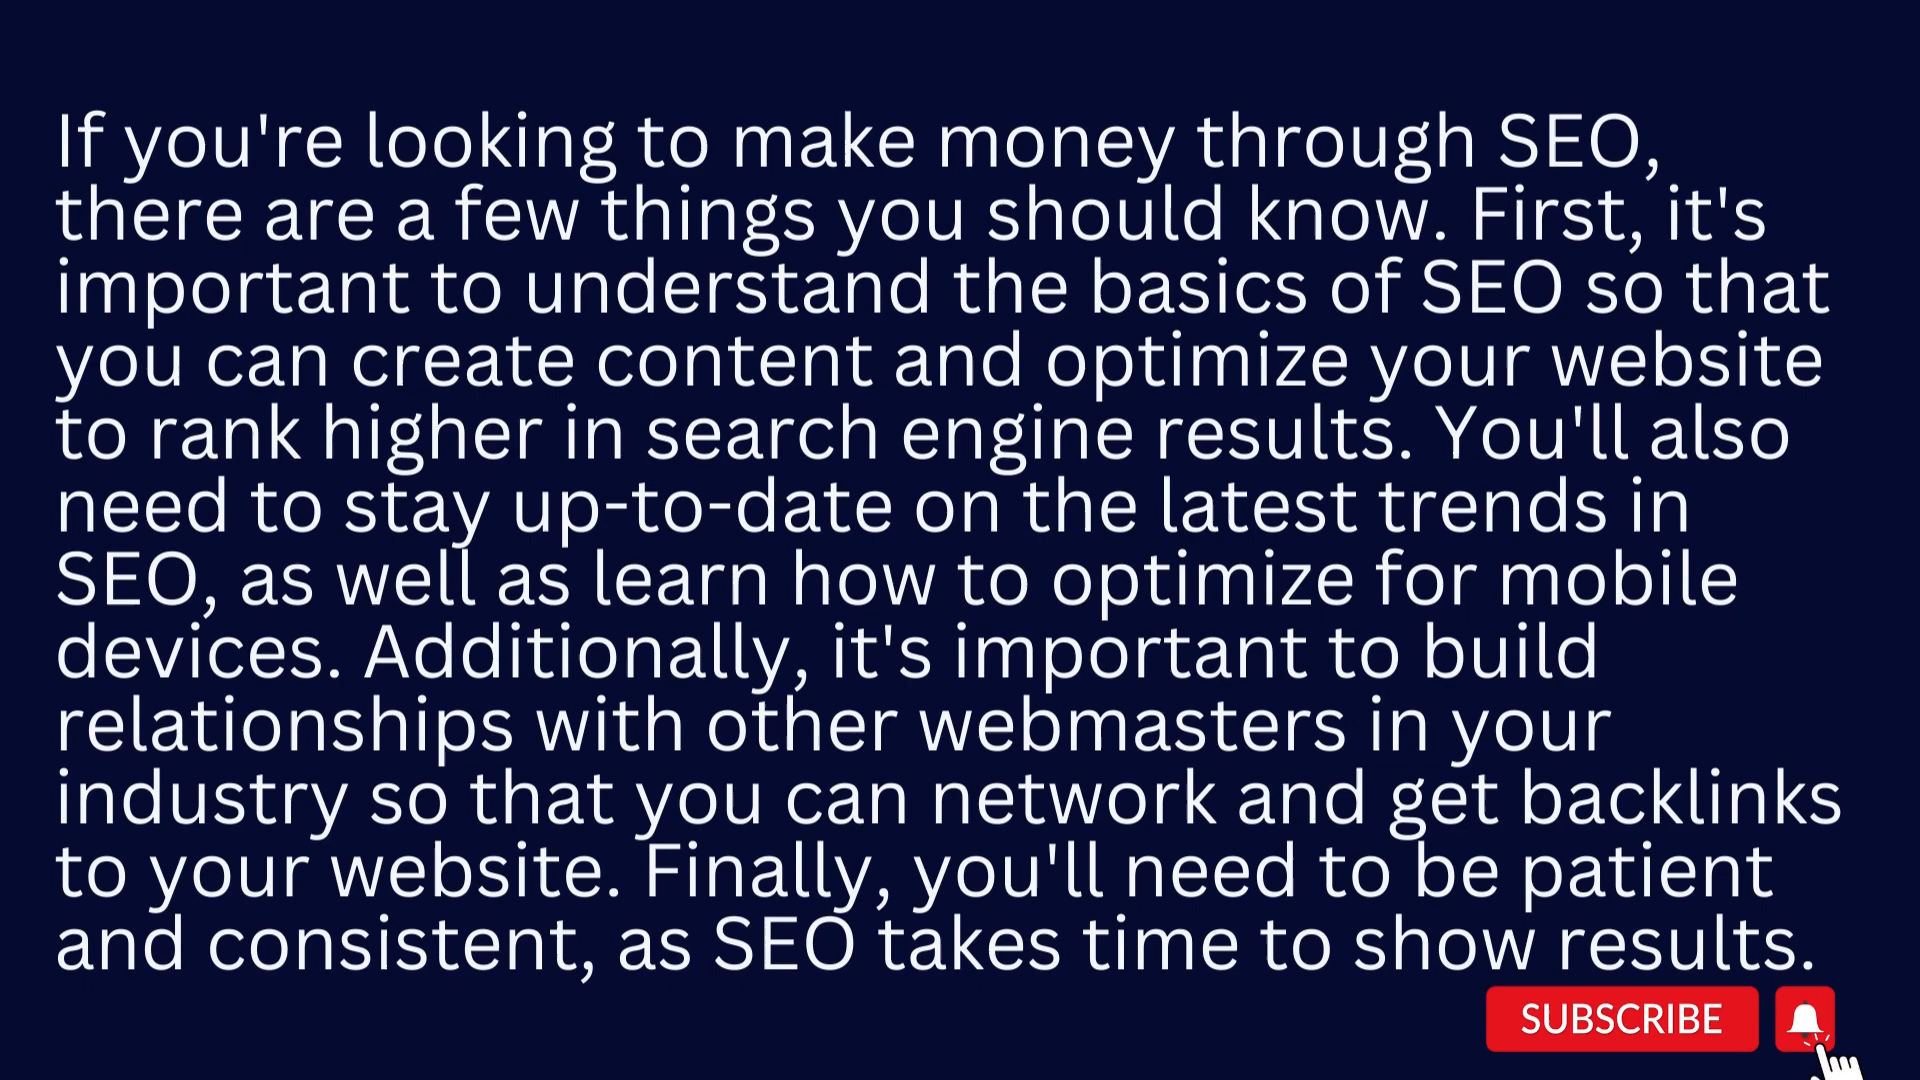 If you're looking to make money through SEO,
there are a few things you should know. First, it's
important to understand the basics of SEO so that
you can create content and optimize your website
to rank higher in search engine results. You'll also
need to stay up-to-date on the latest trends in
SEO, as well as learn how to optimize for mobile
devices. Additionally, it's important to build
relationships with other webmasters in your
industry so that you can network and get backlinks
to your website. Finally, you'll need to be patient
and consistent, as SEO takes time to show results.
SUBSCRIBE